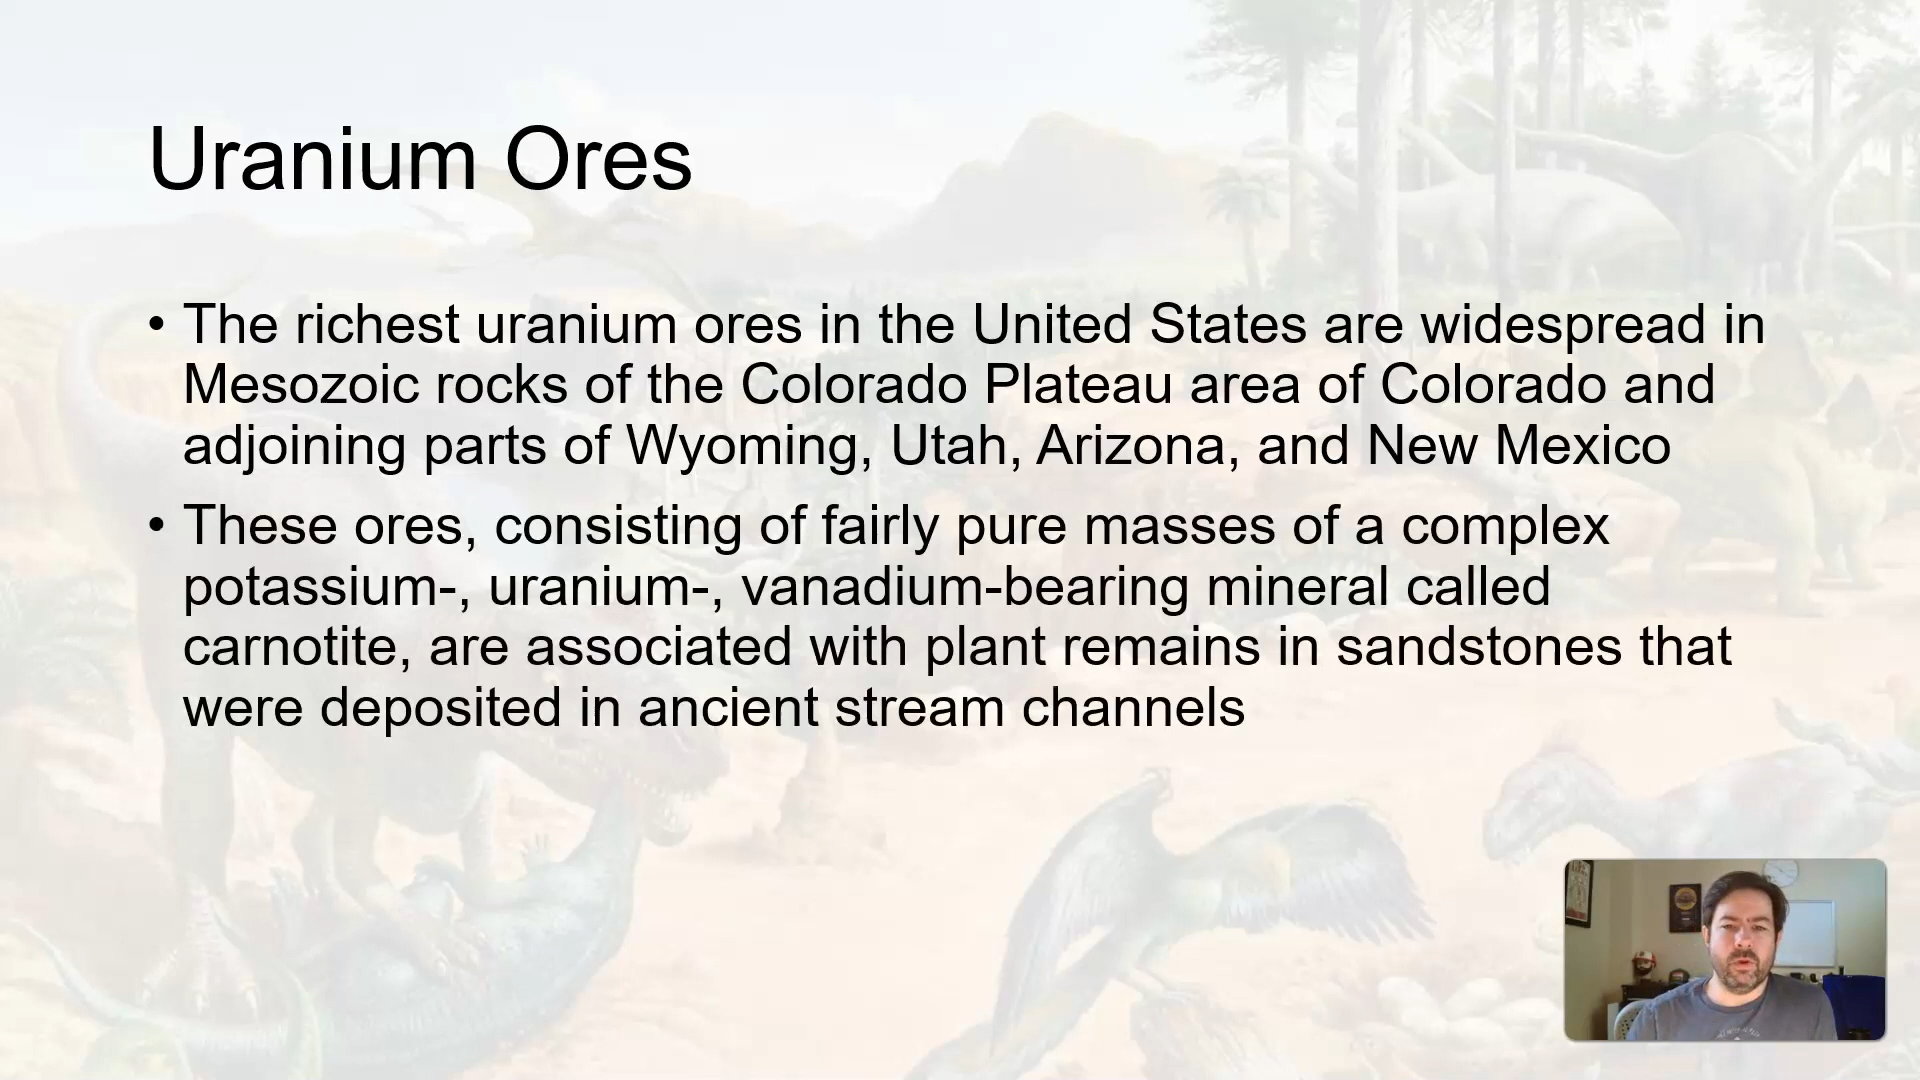 Uranium Ores
• The richest uranium ores in the United States are widespread in
Mesozoic rocks of the Colorado Plateau area of Colorado and
adjoining parts of Wyoming, Utah, Arizona, and New Mexico
• These ores, consisting of fairly pure masses of a complex
potassium-, uranium-, vanadium-bearing mineral called
carnotite, are associated with plant remains in sandstones that
were deposited in ancient stream channels